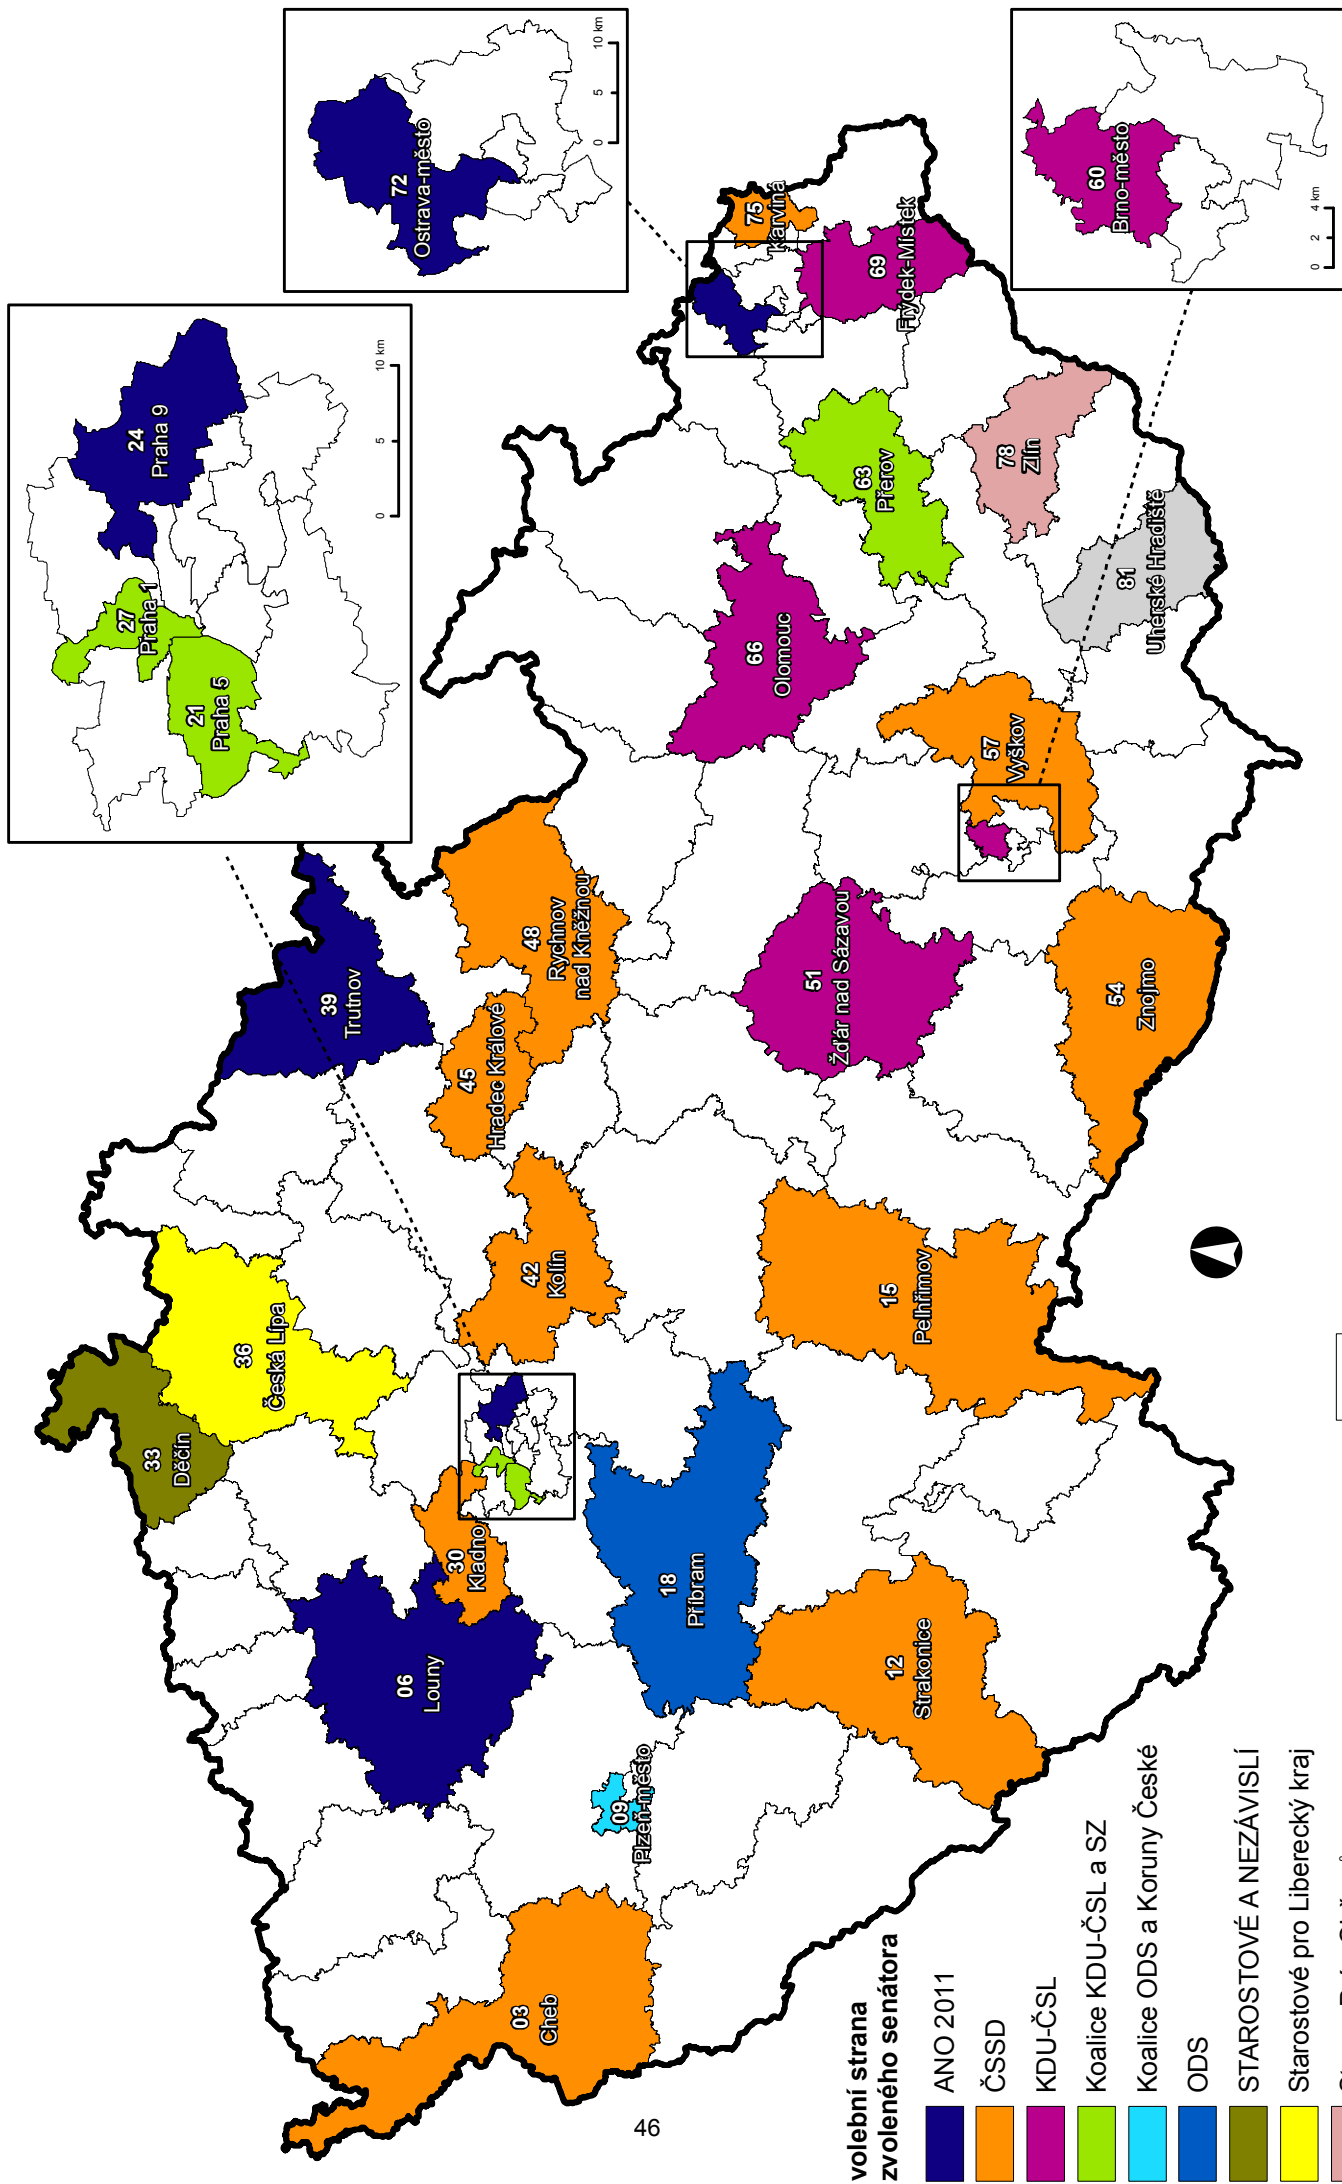 24
Praha 9
27
Praha 1
21
Praha 5
0
5
10 km
72
Ostrava-město
0
5
10 km
60
Brno-město
0
2
4 km
33
Děčín
36
Česká Lípa
39
Trutnov
06
Louny
30
Kladno
42
Kolín
45
Hradec Králové
48
Rychnov
nad Kněžnou
03
Cheb
09
Plzeň-město
18
Příbram
12
Strakonice
15
Pelhřimov
51
Žďár nad Sázavou
54
Znojmo
57
Vyškov
66
Olomouc
63
Přerov
69
Frýdek-Místek
75
Karviná
78
Zlín
81
Uherské Hradiště
volební strana
zvoleného senátora
ANO 2011
ČSSD
KDU-ČSL
Koalice KDU-ČSL a SZ
Koalice ODS a Koruny České
ODS
STAROSTOVÉ A NEZÁVISLÍ
Starostové pro Liberecký kraj
46